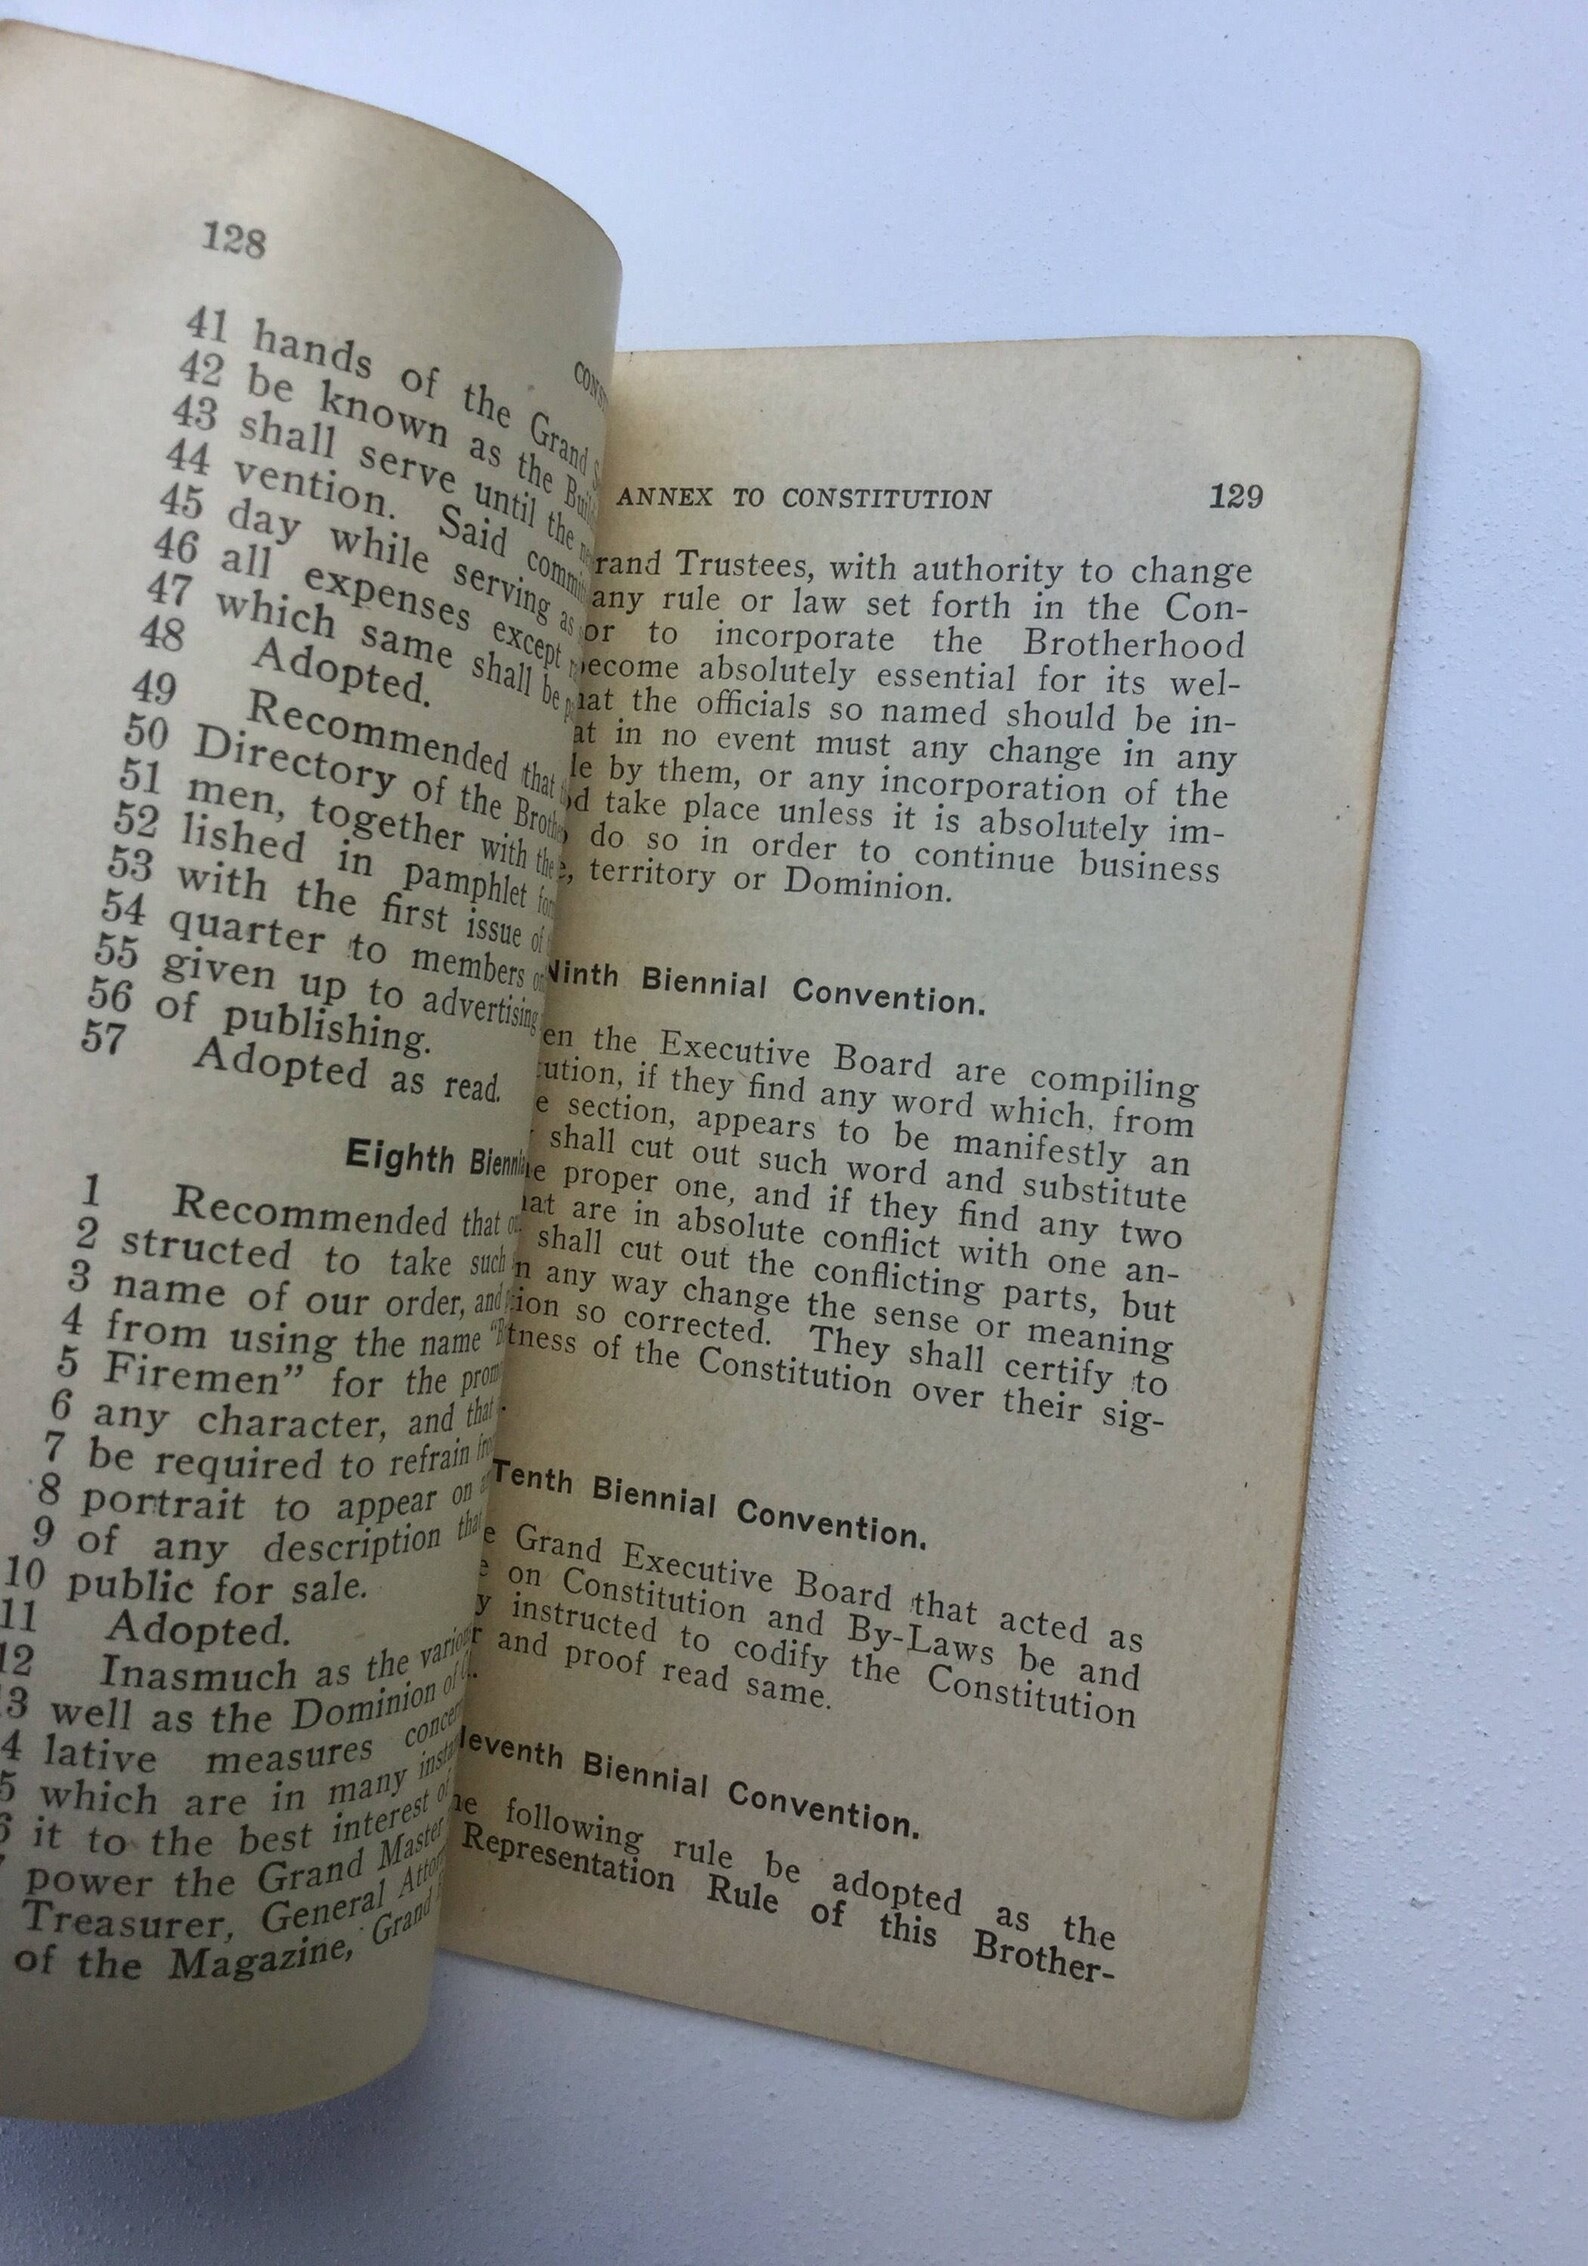 128
41 hands of the Grand
42 be known as the
43 shall serve until the
44 vention. Said
45 day while serving as
46 all expenses except
47 which same shall be
48 Adopted.
49 Recommended that
50 Directory of the
51 men, together with the
52 lished in pamphlet
53 with the first issue of
54 quarter to members
55 given up to advertising
56 of publishing.
57 Adopted as read.
Eighth
1 Recommended that
2 structed to take such
3 name of our order, and
4 from using the name
5 Firemen” for the
6 any character, and that
7 be required to refrain
8 portrait to appear on
9 of any description
10 public for sale.
11 Adopted.
12 Inasmuch as the
well as the Dominion of
lative measures
which are in many
it to the best interest of
power the Grand Master
Treasurer, General
of the Magazine, Grand
ANNEX TO CONSTITUTION 129
Trustees, with authority to change
any rule or law set forth in the Con-
or to incorporate the Brotherhood
absolutely essential for its wel-
the officials so named should be in-
in no event must any change in any
by them, or any incorporation of the
take place unless it is absolutely im-
do so in order to continue business
territory or Dominion.
Ninth Biennial Convention.
the Executive Board are compiling
if they find any word which, from
section, appears to be manifestly an
shall cut out such word and substitute
proper one, and if they find any two
are in absolute conflict with one an-
shall cut out the conflicting parts, but
any way change the sense or meaning
so corrected. They shall certify to
of the Constitution over their sig-
Tenth Biennial Convention.
Grand Executive Board that acted as
on Constitution and By-Laws be and
instructed to codify the Constitution
and proof read same.
Biennial Convention.
following rule be adopted as the
Representation Rule of this Brother-